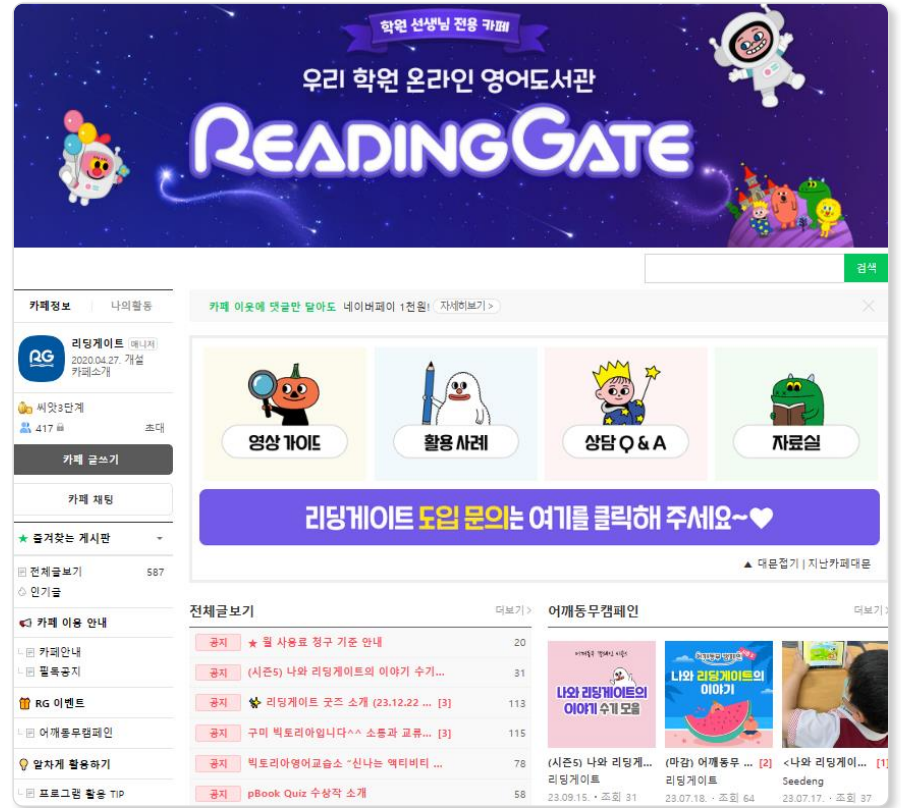 학원 선생님 전용 카페
우리 학원 온라인 영어도서관
READINGGATE
검색
카페정보 나의활동
카페 이웃에 댓글만 달아도 네이버페이 1천원! 자세히보기 >
RG
리딩게이트 매니저
2020.04.27. 개설
카페소개
씨앗3단계
417 초대
카페 글쓰기
카페 채팅
영상 가이드
활용 사례
상담 Q & A
자료실
리딩게이트 도입 문의는 여기를 클릭해 주세요~♥
▲ 대문접기 | 지난카페대문
★ 즐겨찾는 게시판
전체글보기 587
인기글
카페 이용 안내
카페안내
필독공지
RG 이벤트
어깨동무캠페인
알차게 활용하기
프로그램 활용 TIP
전체글보기 더보기 >
공지 ★ 월 사용료 청구 기준 안내 20
공지 (시즌5) 나와 리딩게이트의 이야기 수기... 31
공지 리딩게이트 굿즈 소개 (23.12.22 ... [3] 113
공지 구미 빅토리아입니다^^ 소통과 교류... [3] 115
공지 빅토리아영어교습소 "신나는 액티비티 ... 78
공지 pBook Quiz 수상작 소개 58
어깨동무캠페인 더보기 >
나와 리딩게이트의
이야기 수기 모음
(시즌5) 나와 리딩게...
리딩게이트
23.09.15. · 조회 31
나와 리딩게이트의
이야기
(마감) 어깨동무 ... [2]
리딩게이트
23.07.18. · 조회 64
<나와 리딩게이... [1]
Seedeng
23.07.17. · 조회 37